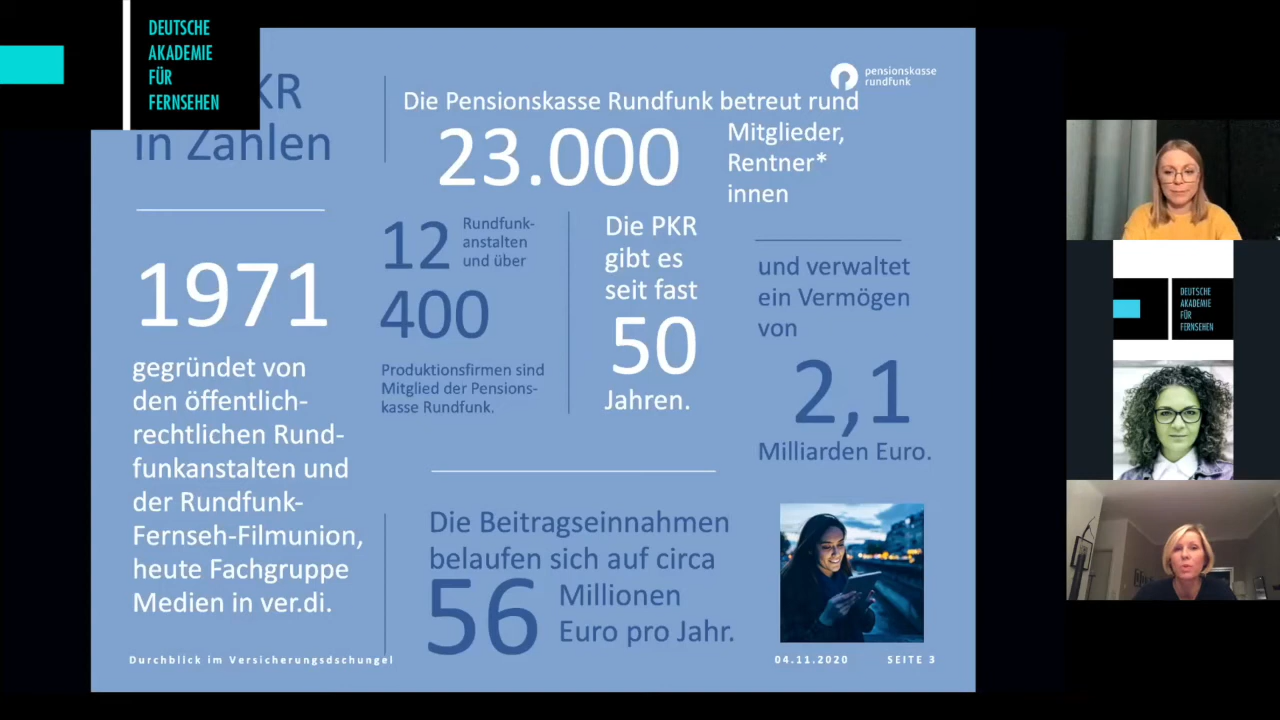 DEUTSCHE
AKADEMIE
FÜR
FERNSEHEN
KR
in Zahlen
pensionskasse
rundfunk
Die Pensionskasse Rundfunk betreut rund
23.000
Mitglieder,
Rentner*
innen
1971
gegründet von
den öffentlich-
rechtlichen Rund-
funkanstalten und
der Rundfunk-
Fernseh-Filmunion,
heute Fachgruppe
Medien in ver.di.
12
Rundfunk-
anstalten
und über
400
Produktionsfirmen sind
Mitglied der Pensions-
kasse Rundfunk.
Die PKR
gibt es
seit fast
50
Jahren.
und verwaltet
ein Vermögen
von
2,1
Milliarden Euro.
Die Beitragseinnahmen
belaufen sich auf circa
56
Millionen
Euro pro Jahr.
Durchblick im Versicherungsdschungel
04.11.2020
SEITE 3
DEUTSCHE
AKADEMIE
FÜR
FERNSEHEN